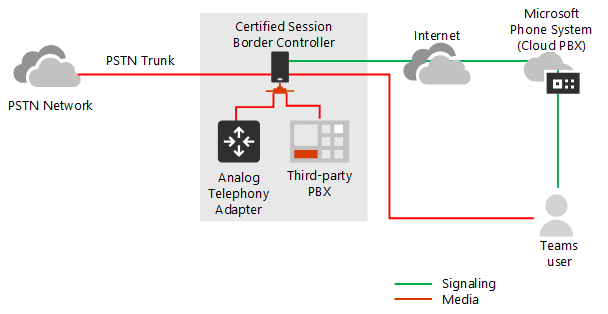 Certified Session
Border Controller
Microsoft
Phone System
(Cloud PBX)
Internet
PSTN Trunk
PSTN Network
Analog
Telephony
Adapter
Third-party
PBX
Teams
user
Signaling
Media